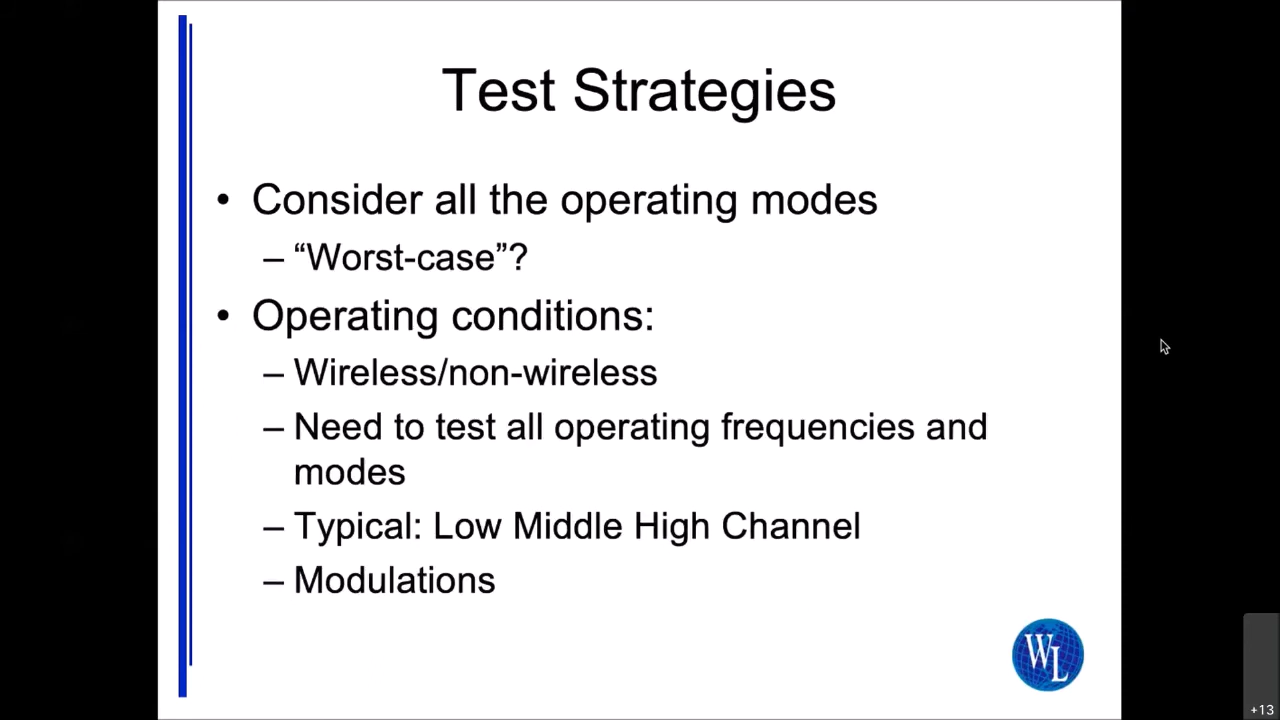 Test Strategies
• Consider all the operating modes
– “Worst-case”?
• Operating conditions:
– Wireless/non-wireless
– Need to test all operating frequencies and
modes
– Typical: Low Middle High Channel
– Modulations
WL
+13